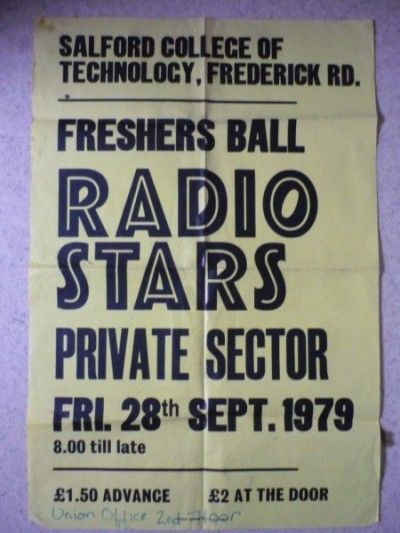 SALFORD COLLEGE OF
TECHNOLOGY, FREDERICK RD.
FRESHERS BALL
RADIO
STARS
PRIVATE SECTOR
FRI. 28th SEPT. 1979
8.00 till late
£1.50 ADVANCE £2 AT THE DOOR
Union Office 2nd Floor